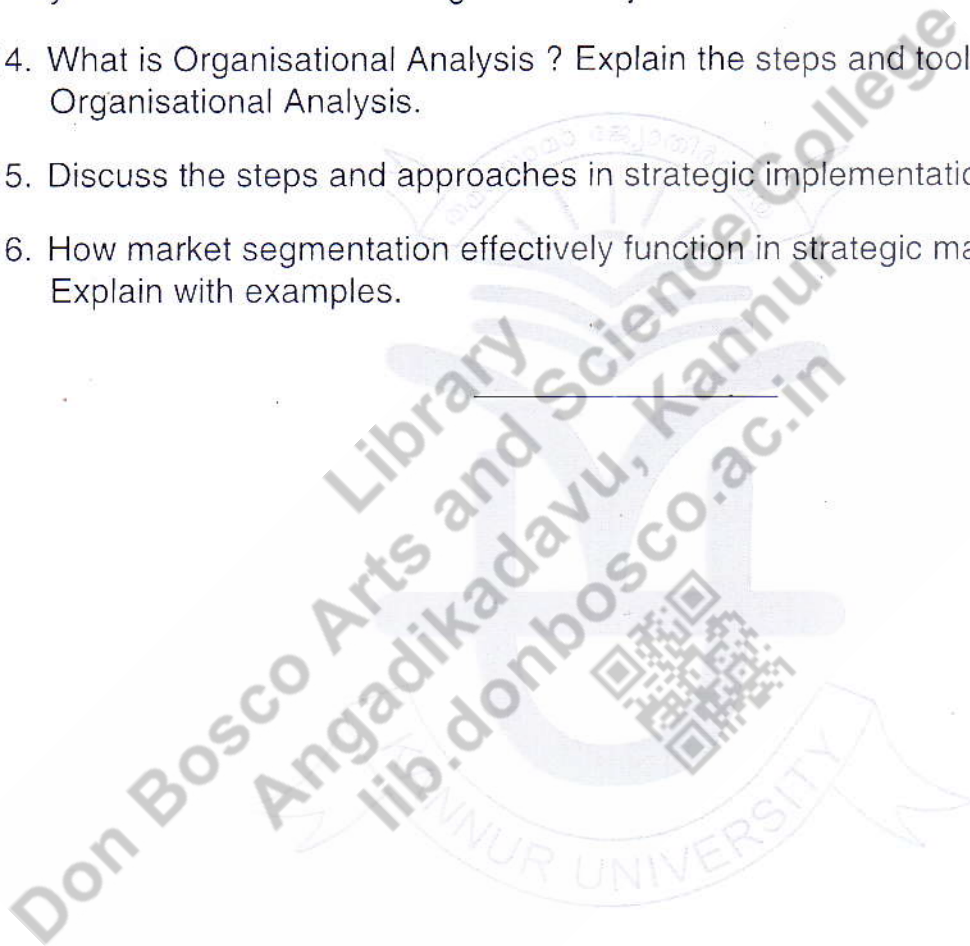 4. What is Organisational Analysis ? Explain the steps and tool
Organisational Analysis.
5. Discuss the steps and approaches in strategic implementatio
6. How market segmentation effectively function in strategic ma
Explain with examples.
Library
Don Bosco Arts and Science College
Angadikadavu, Kannur
lib.donbosco.ac.in
KANNUR UNIVERSITY